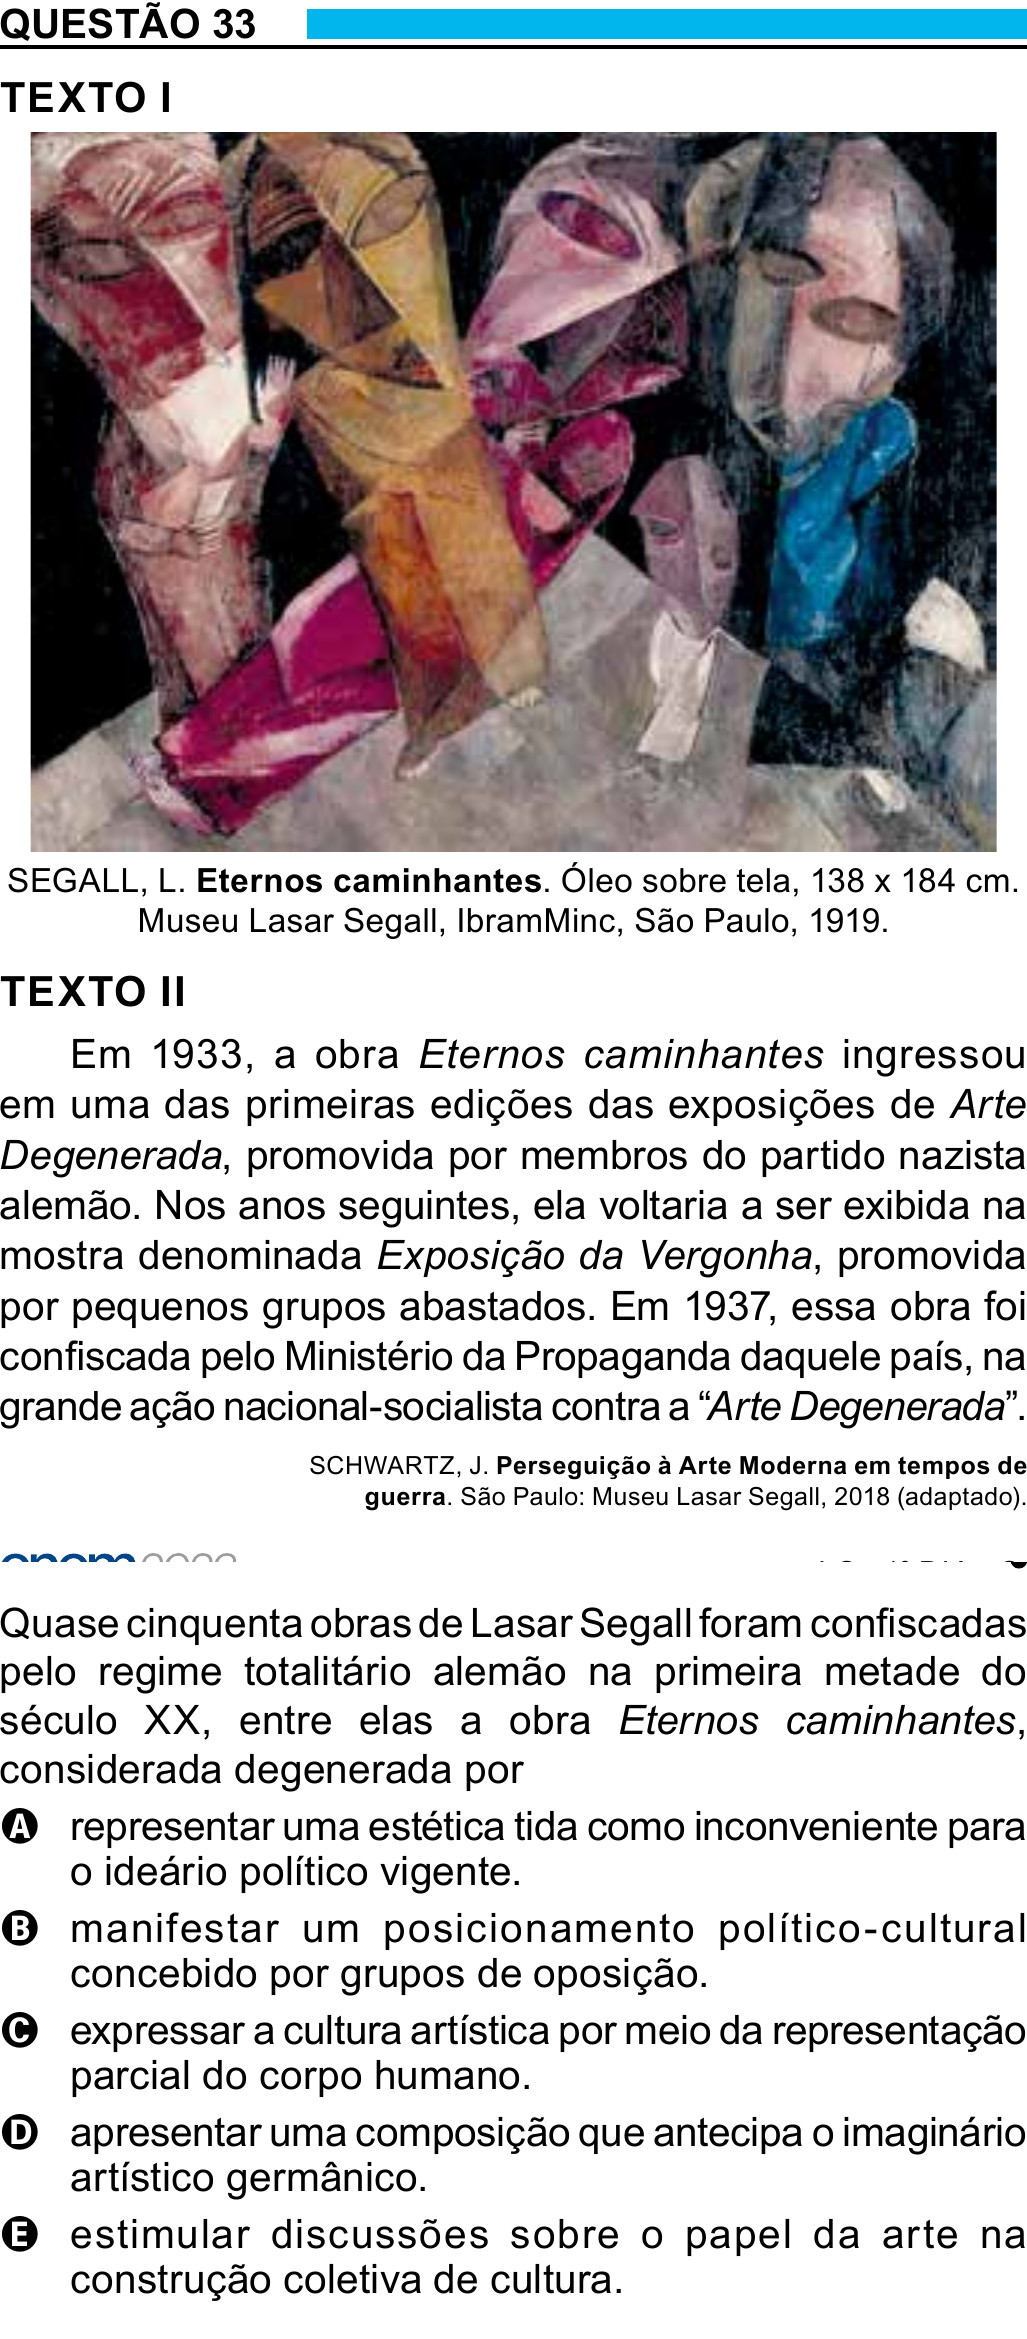 QUESTÃO 33
TEXTO I
SEGALL, L. Eternos caminhantes. Óleo sobre tela, 138 x 184 cm.
Museu Lasar Segall, IbramMinc, São Paulo, 1919.
TEXTO II
Em 1933, a obra Eternos caminhantes ingressou
em uma das primeiras edições das exposições de Arte
Degenerada, promovida por membros do partido nazista
alemão. Nos anos seguintes, ela voltaria a ser exibida na
mostra denominada Exposição da Vergonha, promovida
por pequenos grupos abastados. Em 1937, essa obra foi
confiscada pelo Ministério da Propaganda daquele país, na
grande ação nacional-socialista contra a “Arte Degenerada”.
SCHWARTZ, J. Perseguição à Arte Moderna em tempos de
guerra. São Paulo: Museu Lasar Segall, 2018 (adaptado).
Quase cinquenta obras de Lasar Segall foram confiscadas
pelo regime totalitário alemão na primeira metade do
século XX, entre elas a obra Eternos caminhantes,
considerada degenerada por
A representar uma estética tida como inconveniente para
o ideário político vigente.
B manifestar um posicionamento político-cultural
concebido por grupos de oposição.
C expressar a cultura artística por meio da representação
parcial do corpo humano.
D apresentar uma composição que antecipa o imaginário
artístico germânico.
E estimular discussões sobre o papel da arte na
construção coletiva de cultura.